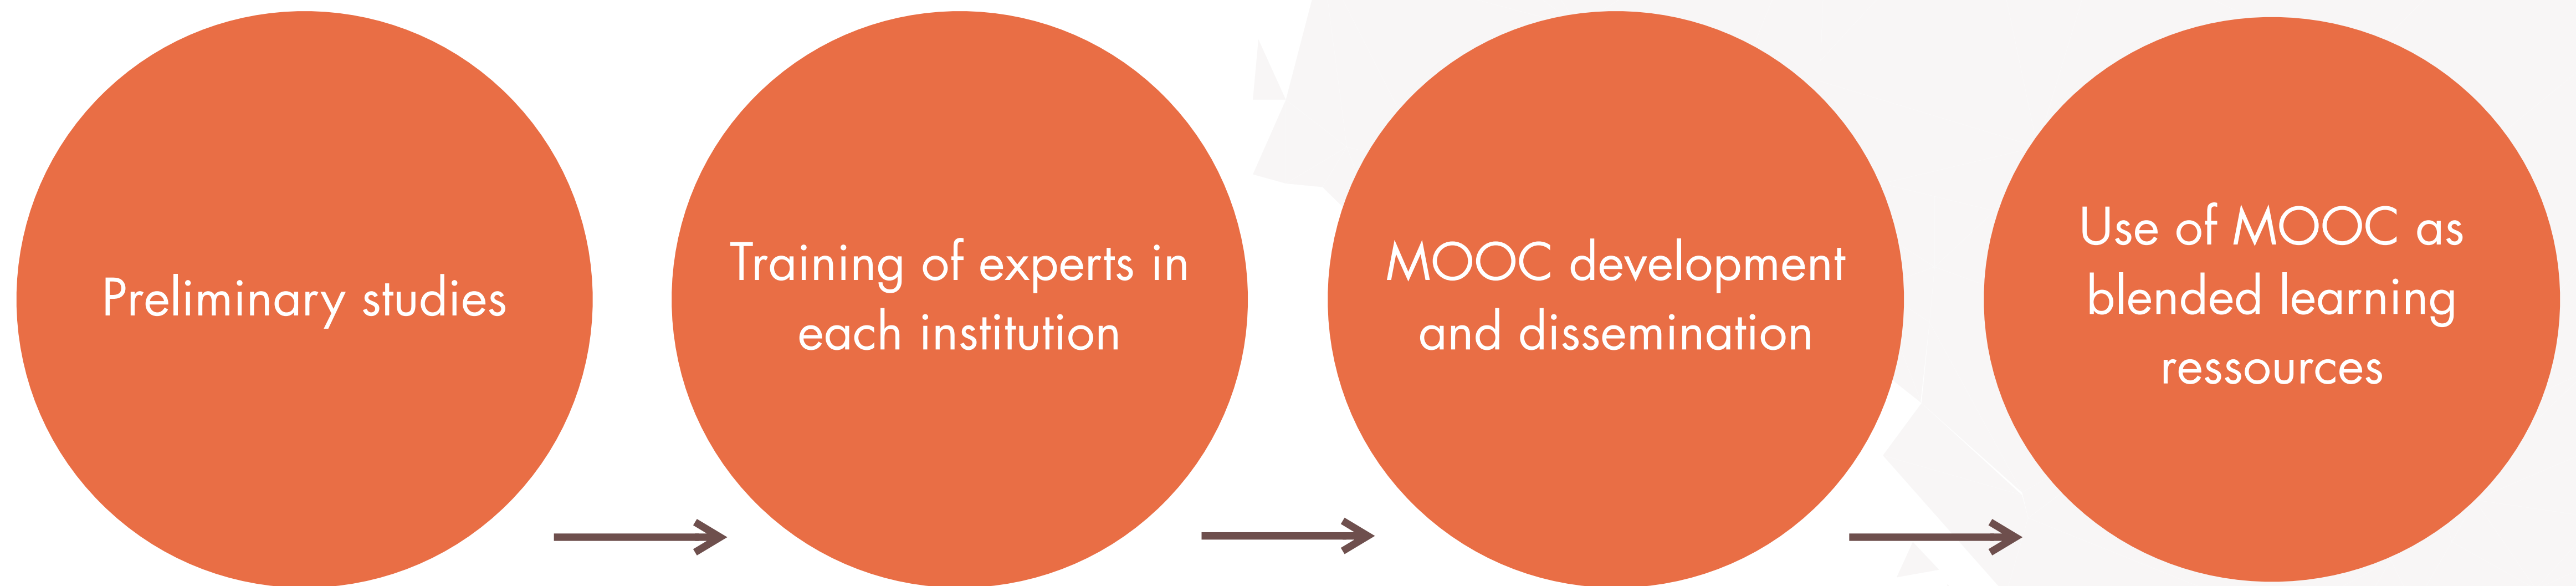 Preliminary studies
Training of experts in
each institution
MOOC development
and dissemination
Use of MOOC as
blended learning
ressources